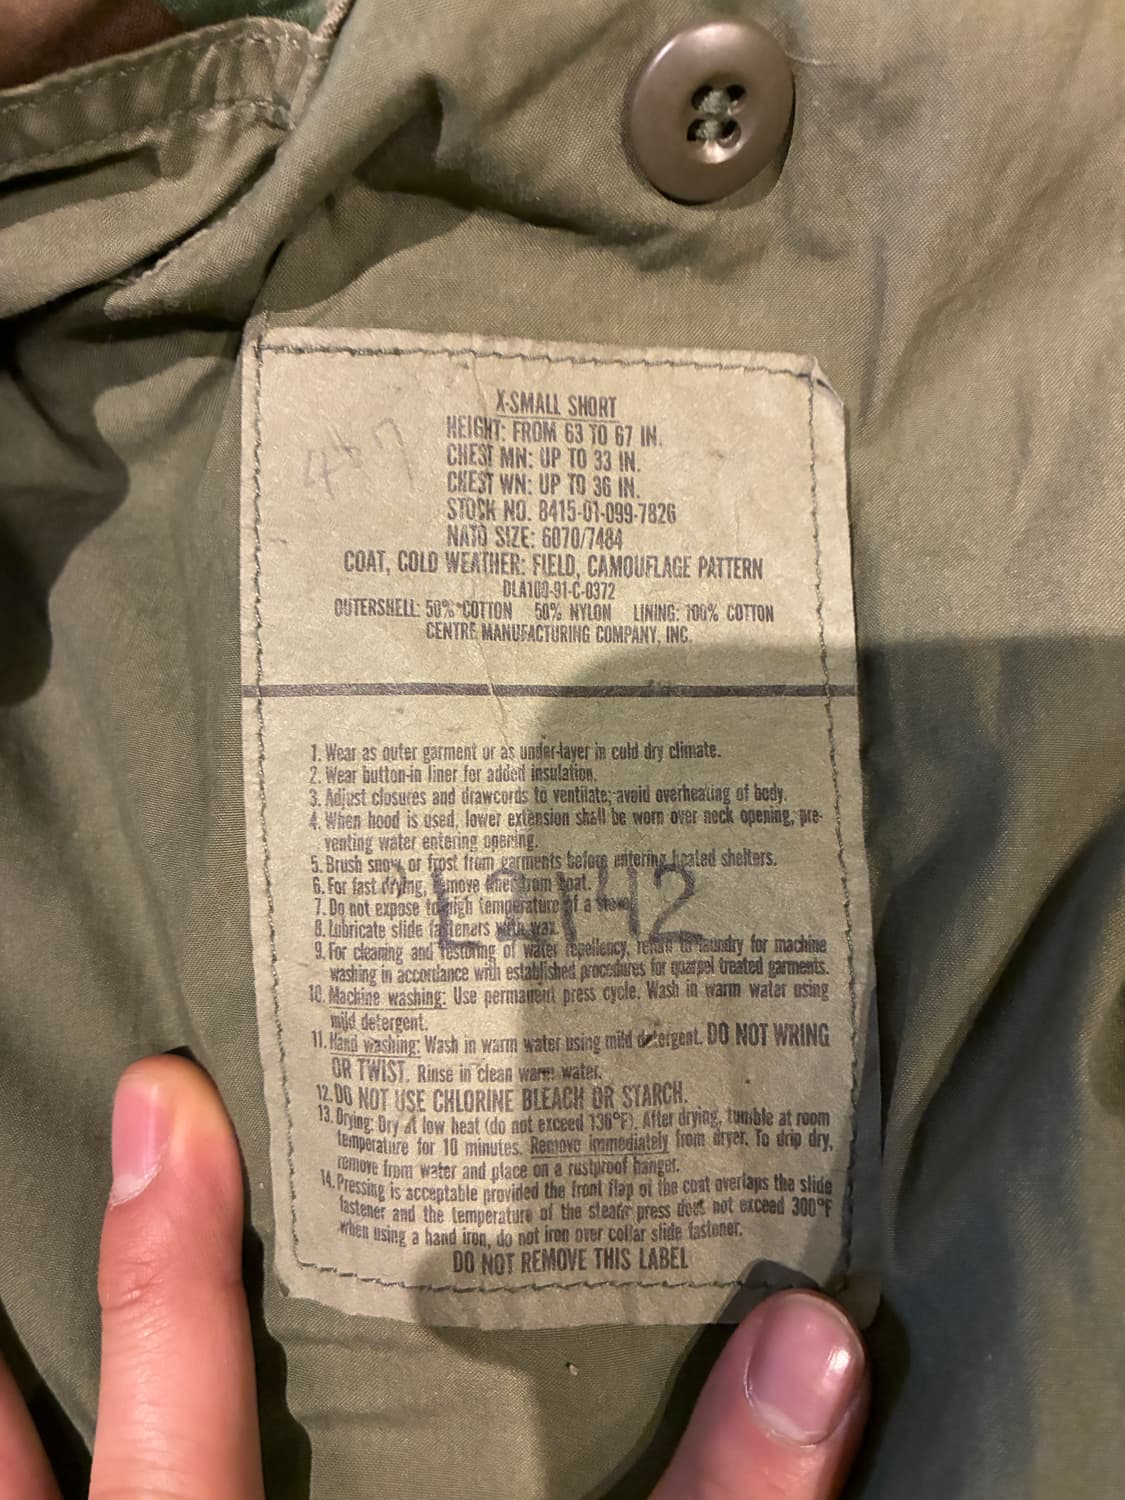 X-SMALL SHORT
HEIGHT: FROM 63 TO 67 IN.
CHEST MN: UP TO 33 IN.
CHEST WN: UP TO 36 IN.
STOCK NO. 8415-01-099-7826
NATO SIZE: 6070/7484
COAT, COLD WEATHER: FIELD, CAMOUFLAGE PATTERN
DLA100-91-C-0372
OUTERSHELL: 50% COTTON 50% NYLON LINING: 100% COTTON
CENTRE MANUFACTURING COMPANY, INC.
1. Wear as outer garment or as under-layer in cold dry climate.
2. Wear button-in liner for added insulation.
3. Adjust closures and drawcords to ventilate; avoid overheating of body.
4. When hood is used, lower extension shall be worn over neck opening, pre-
venting water entering opening.
5. Brush snow or frost from garments before entering heated shelters.
6. For fast drying, remove liner from coat.
7. Do not expose to high temperature of a stove.
8. Lubricate slide fasteners with wax.
9. For cleaning and restoring of water repellency, return to laundry for machine
washing in accordance with established procedures for quarpel treated garments.
10. Machine washing: Use permanent press cycle. Wash in warm water using
mild detergent.
11. Hand washing: Wash in warm water using mild detergent. DO NOT WRING
OR TWIST. Rinse in clean warm water.
12. DO NOT USE CHLORINE BLEACH OR STARCH.
13. Drying: Dry at low heat (do not exceed 130°F). After drying, tumble at room
temperature for 10 minutes. Remove immediately from dryer. To drip dry,
remove from water and place on a rustproof hanger.
14. Pressing is acceptable provided the front flap of the coat overlaps the slide
fastener and the temperature of the steam press does not exceed 300°F
when using a hand iron, do not iron over collar slide fastener.
DO NOT REMOVE THIS LABEL